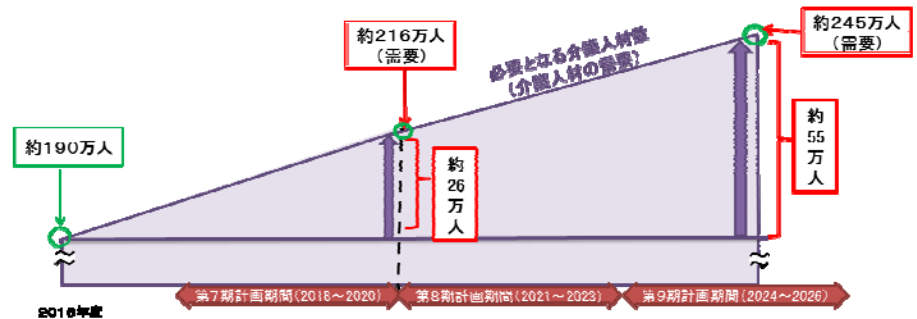 約216万人
(需要)
約245万人
(需要)
必要となる介護人材数
(介護人材の需要)
約190万人
約
26
万
人
約
55
万
人
第7期計画期間(2018~2020)
第8期計画期間(2021~2023)
第9期計画期間(2024~2026)
2016年度